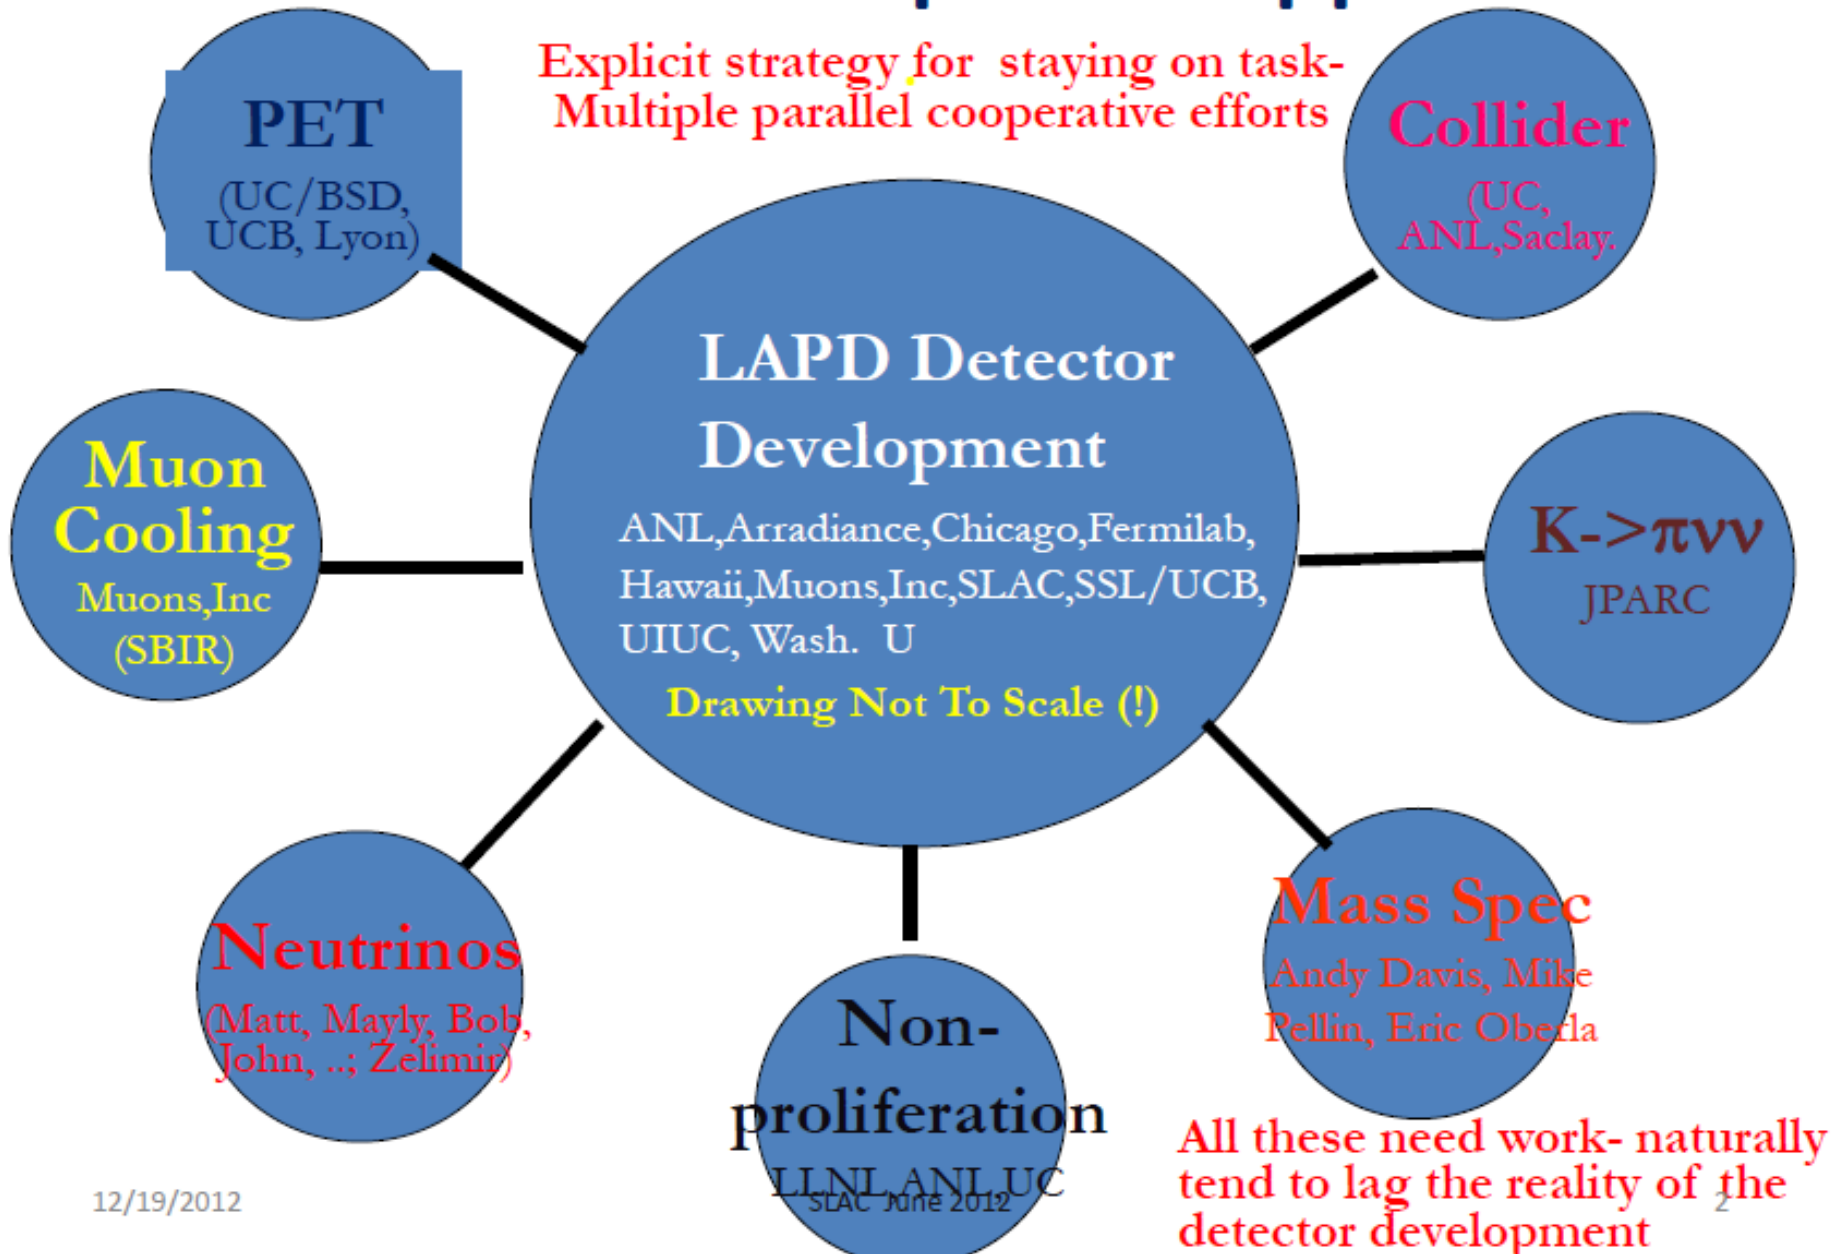 Explicit strategy for staying on task-
Multiple parallel cooperative efforts
PET
(UC/BSD,
UCB, Lyon)
Collider
(UC,
ANL,Saclay.
LAPD Detector
Development
ANL,Arradiance,Chicago,Fermilab,
Hawaii,Muons,Inc,SLAC,SSL/UCB,
UIUC, Wash. U
Drawing Not To Scale (!)
Muon
Cooling
Muons,Inc
(SBIR)
K->πνν
JPARC
Neutrinos
(Matt, Mayly, Bob,
John, ..; Zelimir)
Non-
proliferation
LLNL,ANL,UC
Mass Spec
Andy Davis, Mike
Pellin, Eric Oberla
All these need work- naturally
tend to lag the reality of the
detector development
12/19/2012
SLAC June 2012
2